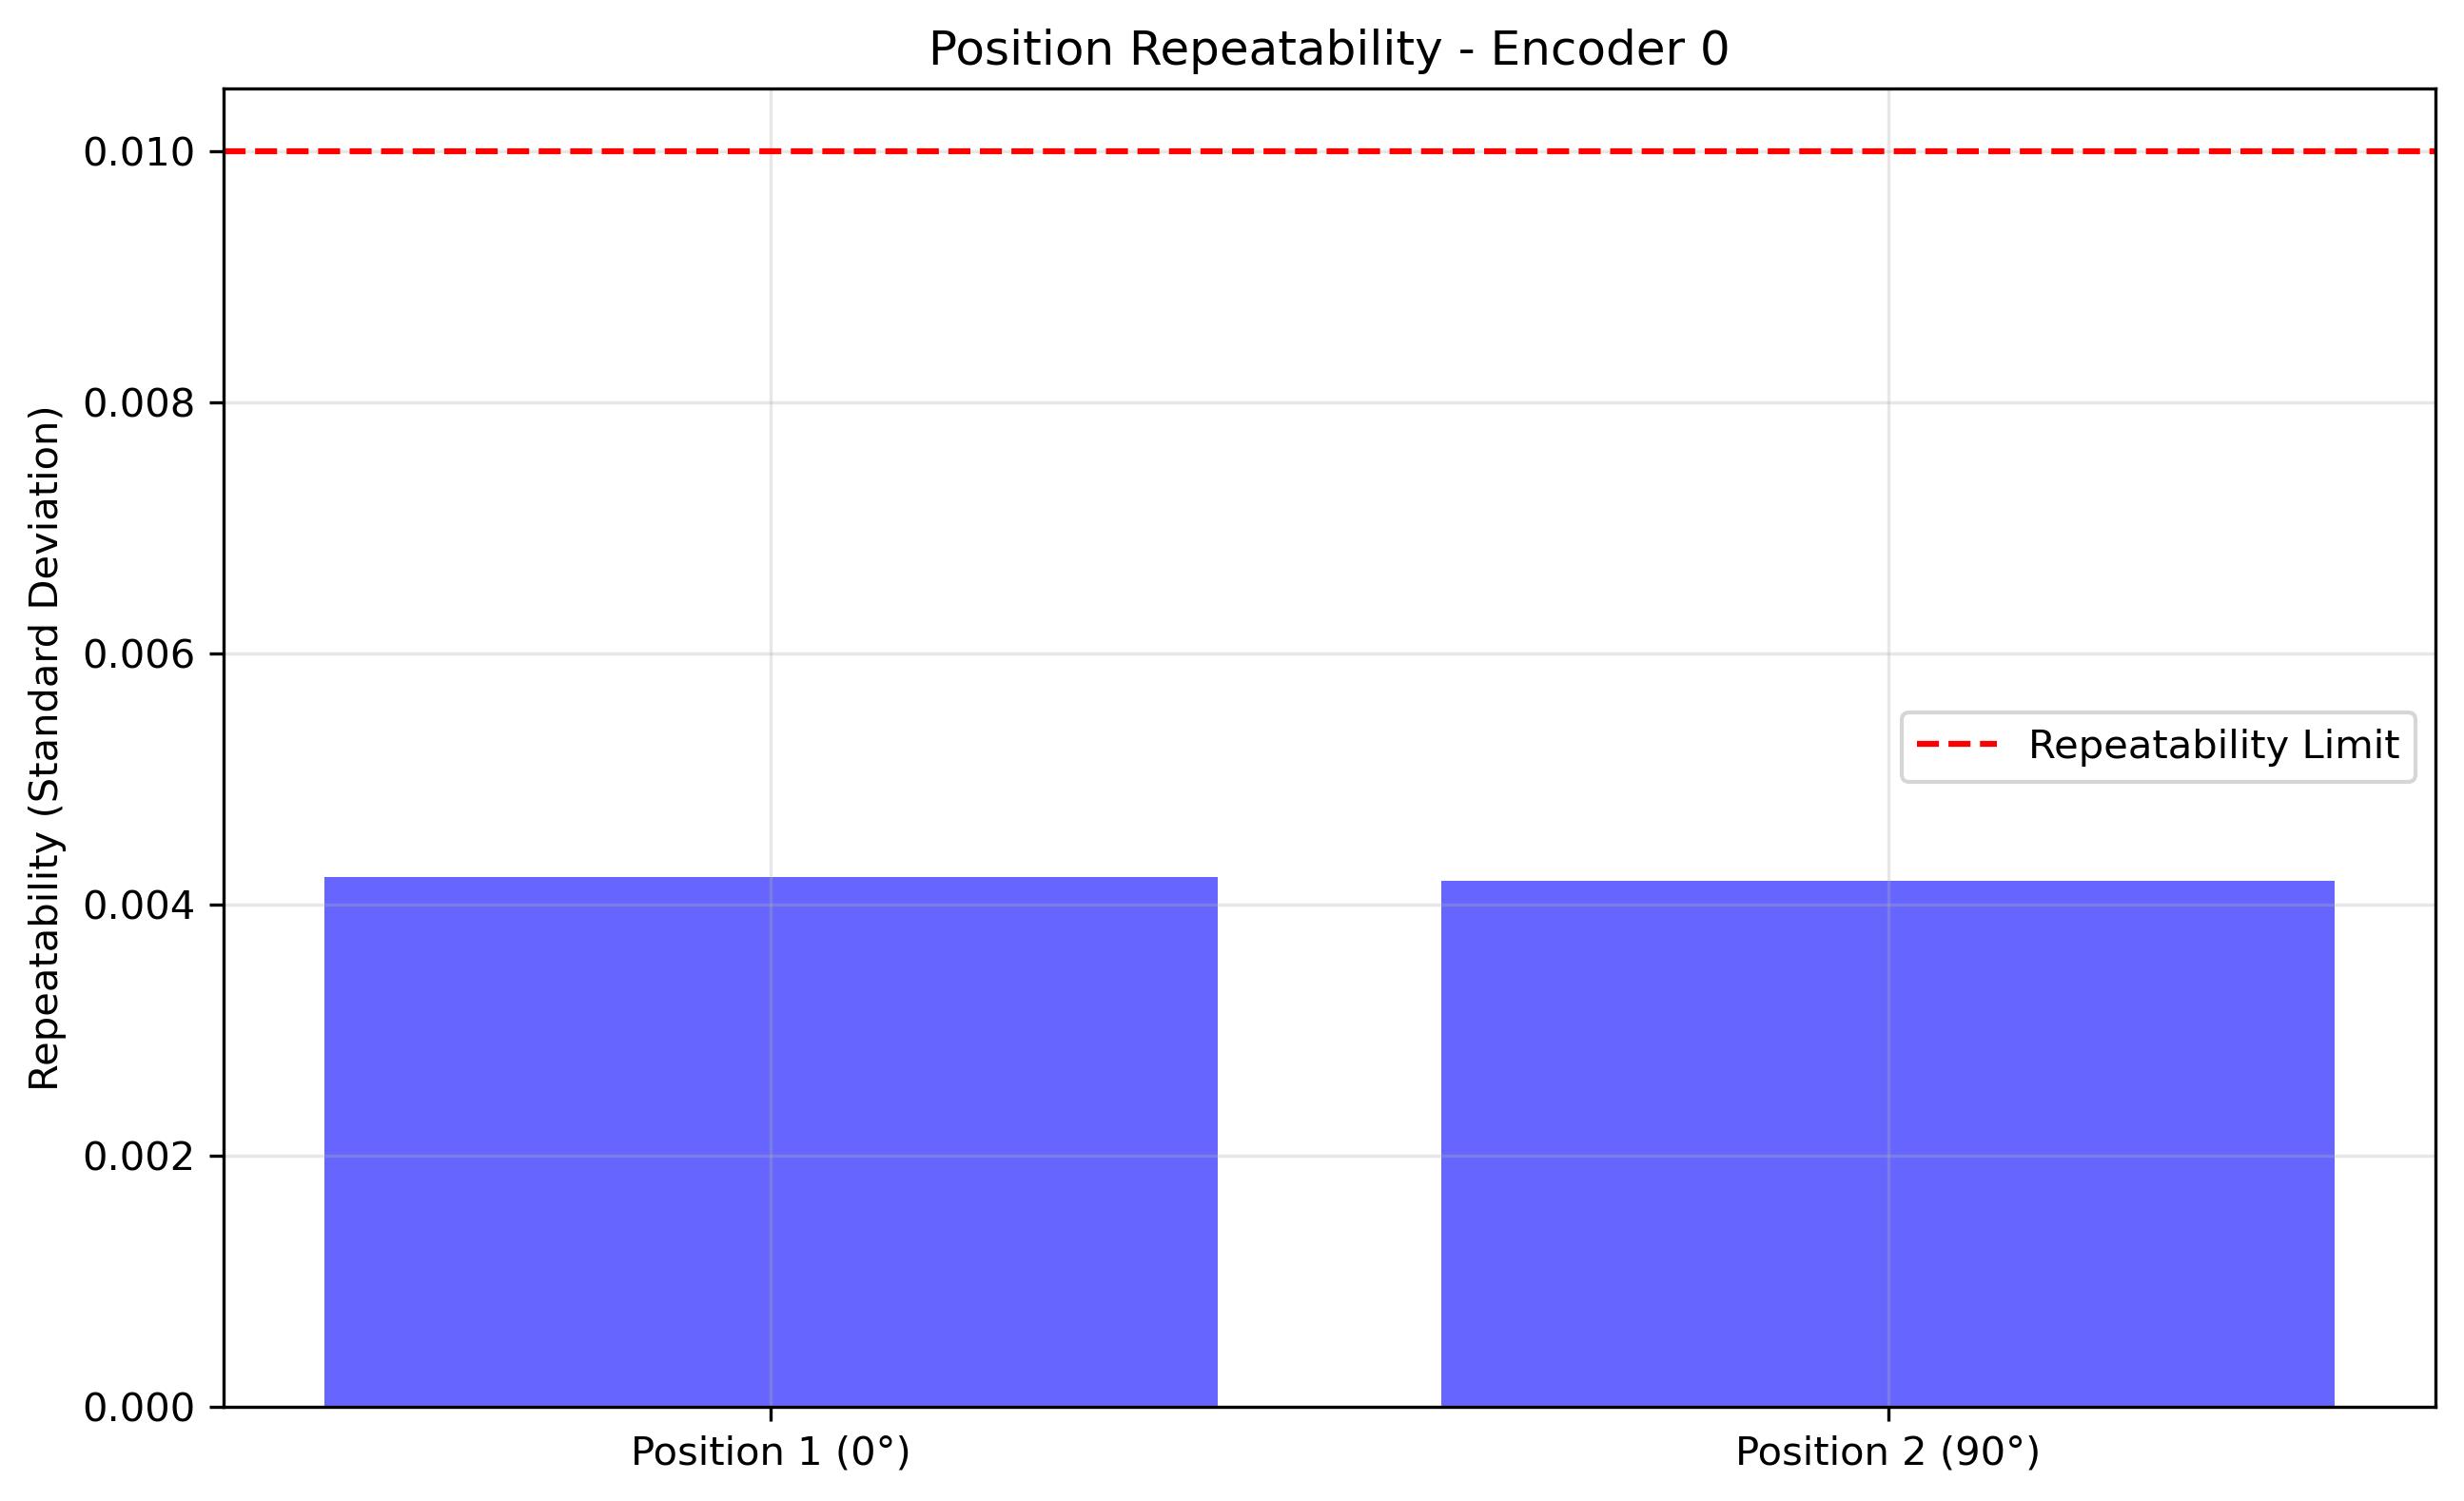 Position Repeatability - Encoder 0
Repeatability (Standard Deviation)
0.010
0.008
0.006
0.004
0.002
0.000
Repeatability Limit
Position 1 (0°)
Position 2 (90°)